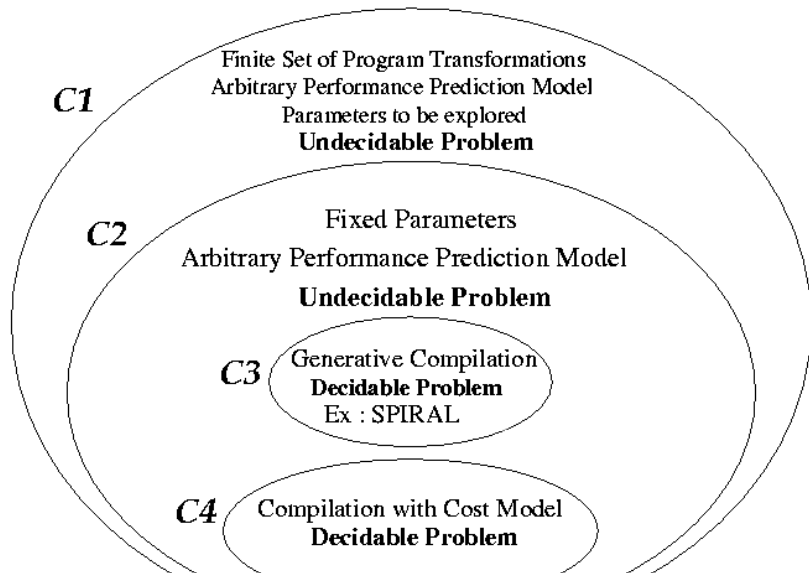 Finite Set of Program Transformations
Arbitrary Performance Prediction Model
C1
Parameters to be explored
Undecidable Problem
Fixed Parameters
C2
Arbitrary Performance Prediction Model
Undecidable Problem
Generative Compilation
C3
Decidable Problem
Ex : SPIRAL
Compilation with Cost Model
C4
Decidable Problem